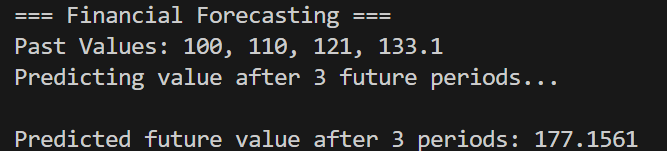 === Financial Forecasting ===
Past Values: 100, 110, 121, 133.1
Predicting value after 3 future periods...
Predicted future value after 3 periods: 177.1561